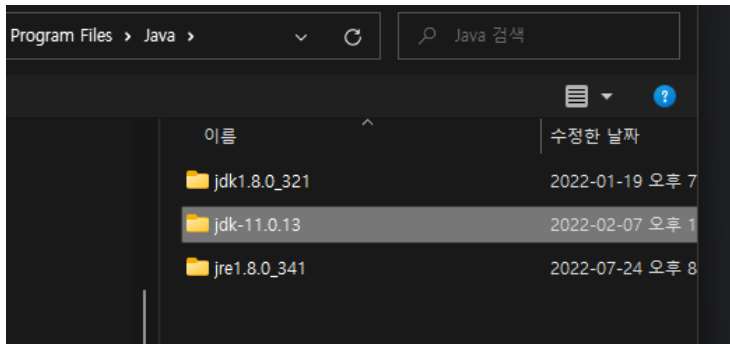 Program Files > Java >
Java 검색
이름 수정한 날짜
jdk1.8.0_321 2022-01-19 오후 7
jdk-11.0.13 2022-02-07 오후 1
jre1.8.0_341 2022-07-24 오후 8